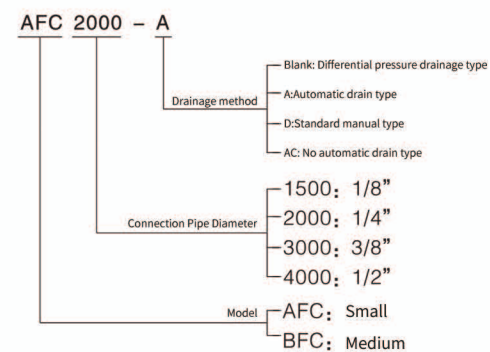 AFC 2000 – A
Blank: Differential pressure drainage type
Drainage method
A:Automatic drain type
D:Standard manual type
AC: No automatic drain type
1500: 1/8”
2000: 1/4”
Connection Pipe Diameter
3000: 3/8”
4000: 1/2”
Model
AFC: Small
BFC: Medium